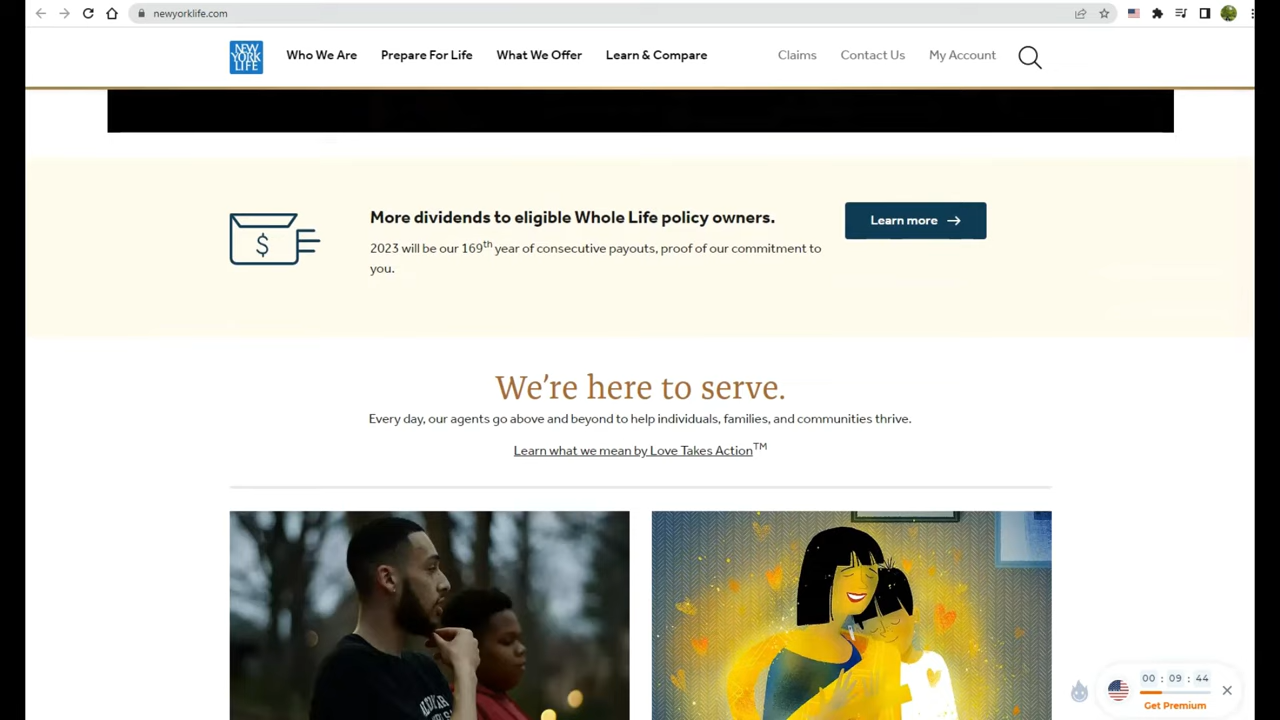 newyorklife.com
NEW YORK LIFE
Who We Are Prepare For Life What We Offer Learn & Compare Claims Contact Us My Account
More dividends to eligible Whole Life policy owners.
2023 will be our 169th year of consecutive payouts, proof of our commitment to
you.
Learn more →
We're here to serve.
Every day, our agents go above and beyond to help individuals, families, and communities thrive.
Learn what we mean by Love Takes Action™
00 : 09 : 44
Get Premium